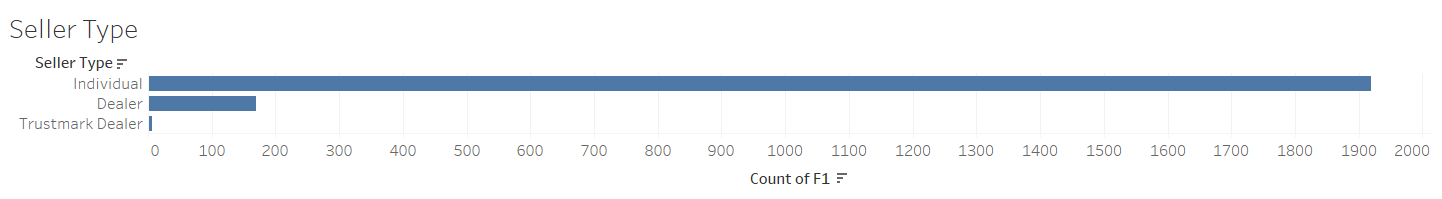 Seller Type
Seller Type
Individual
Dealer
Trustmark Dealer
0 100 200 300 400 500 600 700 800 900 1000 1100 1200 1300 1400 1500 1600 1700 1800 1900 2000
Count of F1